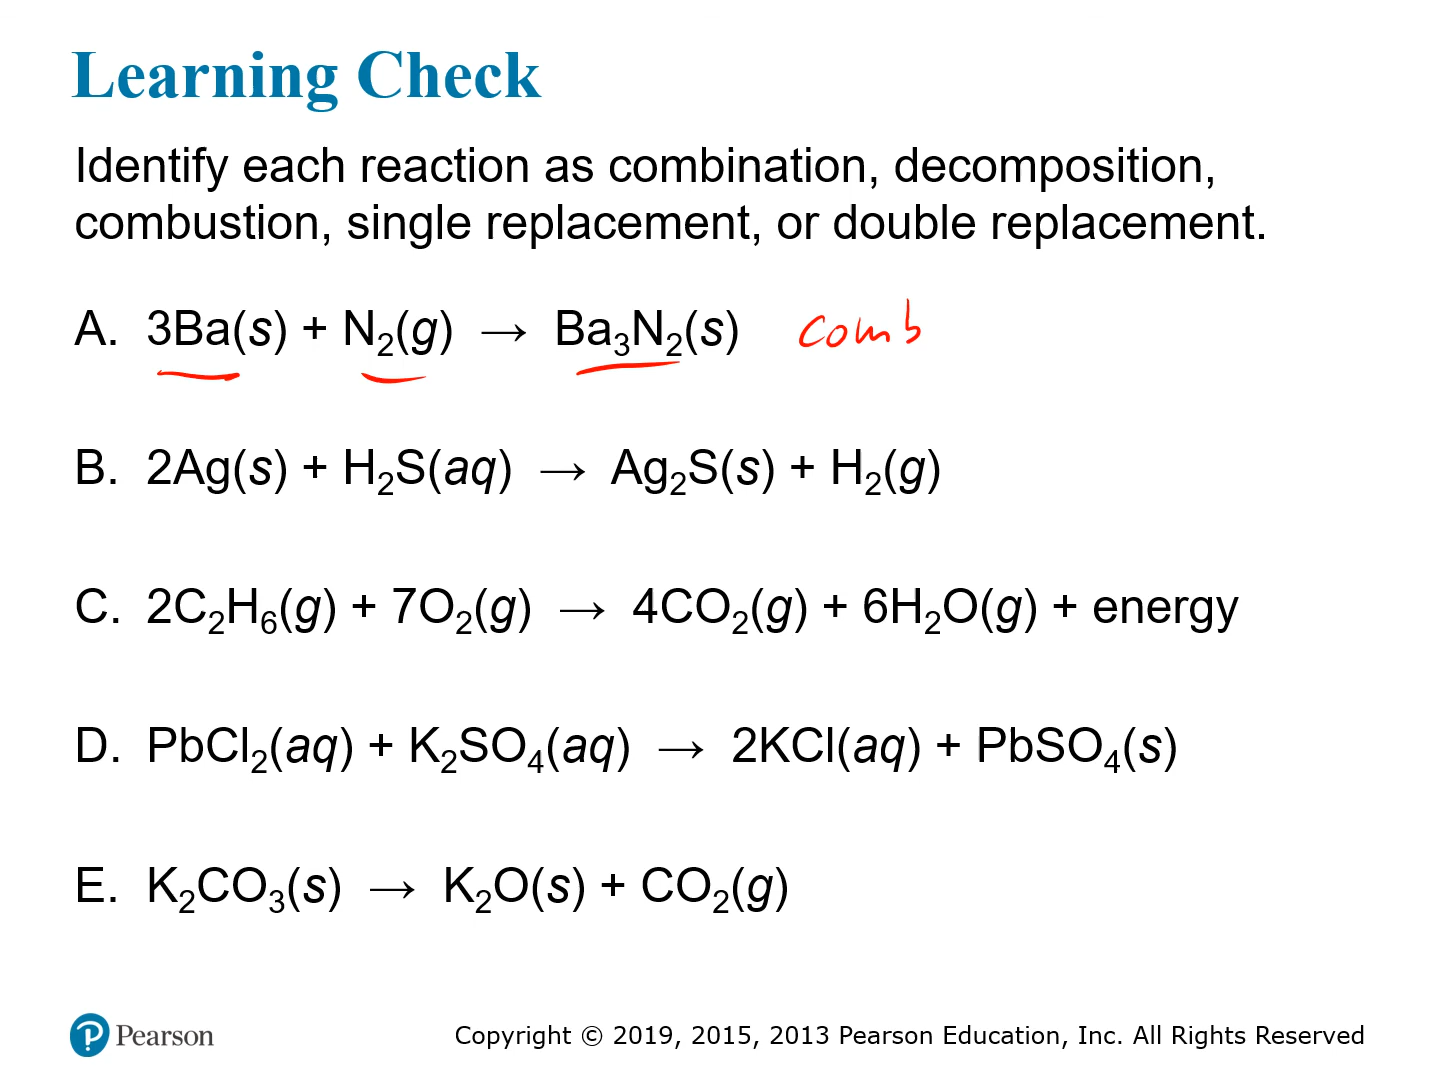 Learning Check
Identify each reaction as combination, decomposition,
combustion, single replacement, or double replacement.
A. 3Ba(s) + N₂(g) → Ba₃N₂(s) comb
B. 2Ag(s) + H₂S(aq) → Ag₂S(s) + H₂(g)
C. 2C₂H₆(g) + 7O₂(g) → 4CO₂(g) + 6H₂O(g) + energy
D. PbCl₂(aq) + K₂SO₄(aq) → 2KCl(aq) + PbSO₄(s)
E. K₂CO₃(s) → K₂O(s) + CO₂(g)
P Pearson
Copyright © 2019, 2015, 2013 Pearson Education, Inc. All Rights Reserved